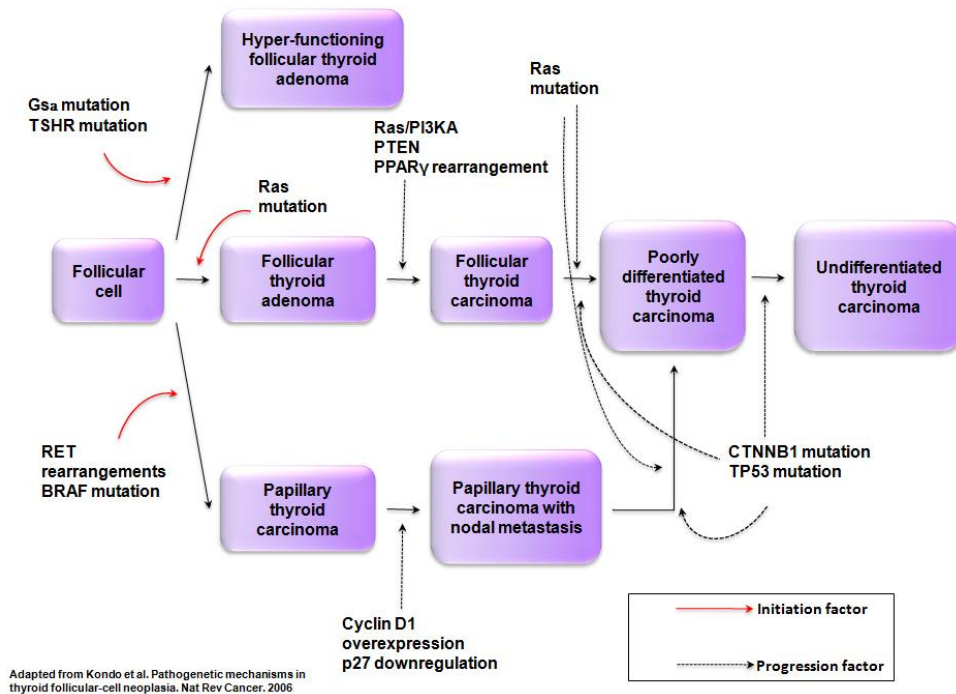 Hyper-functioning
follicular thyroid
adenoma
Ras
mutation
Gsa mutation
TSHR mutation
Ras/PI3KA
PTEN
PPARγ rearrangement
Ras
mutation
Follicular
cell
Follicular
thyroid
adenoma
Follicular
thyroid
carcinoma
Poorly
differentiated
thyroid
carcinoma
Undifferentiated
thyroid
carcinoma
RET
rearrangements
BRAF mutation
CTNNB1 mutation
TP53 mutation
Papillary
thyroid
carcinoma
Papillary thyroid
carcinoma with
nodal metastasis
Cyclin D1
overexpression
p27 downregulation
Initiation factor
Progression factor
Adapted from Kondo et al. Pathogenetic mechanisms in
thyroid follicular-cell neoplasia. Nat Rev Cancer. 2006